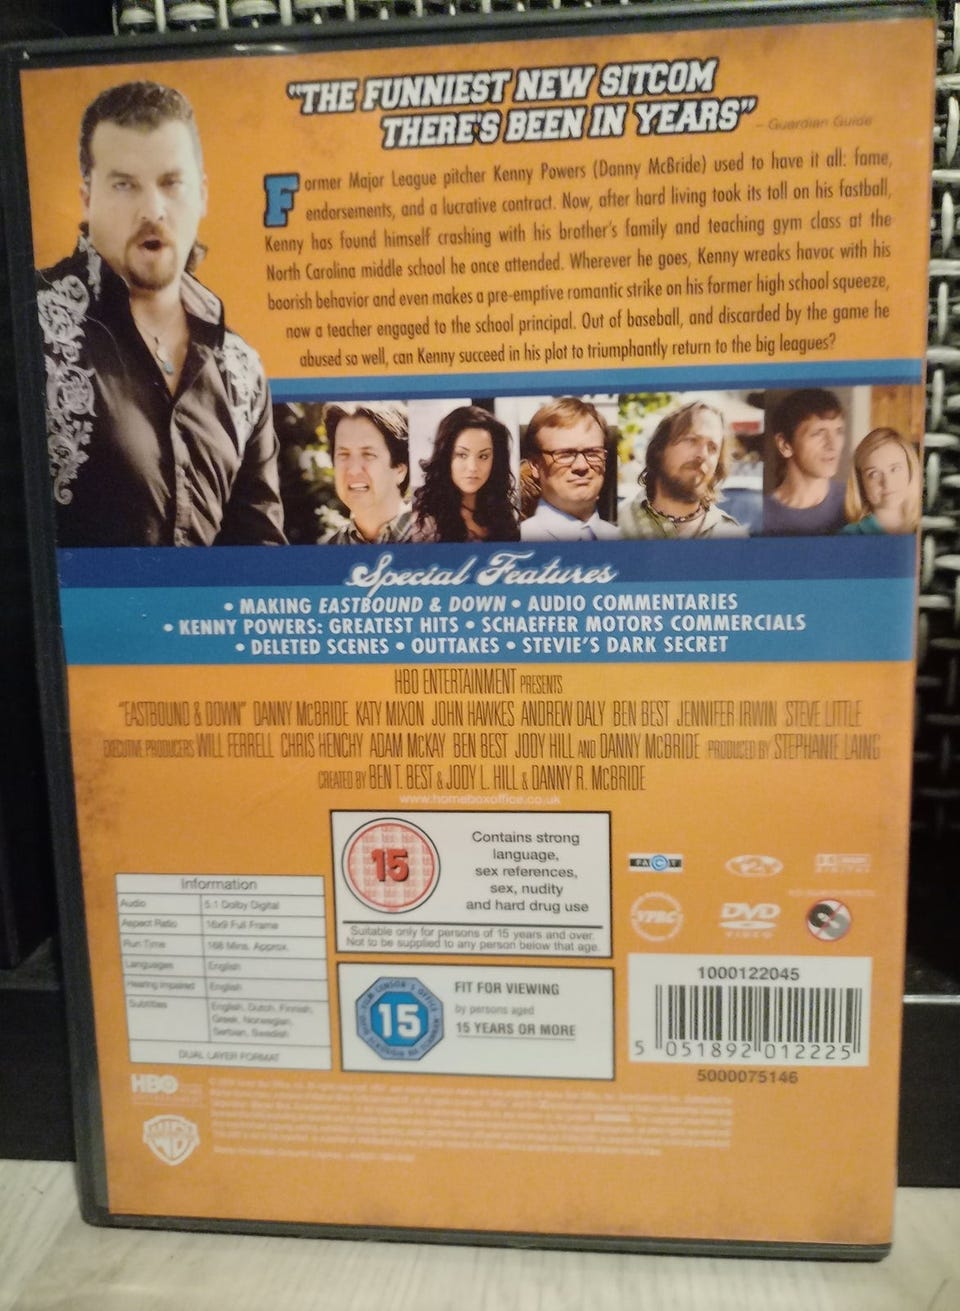 "THE FUNNIEST NEW SITCOM
THERE'S BEEN IN YEARS" – Guardian Guide
Former Major League pitcher Kenny Powers (Danny McBride) used to have it all: fame,
endorsements, and a lucrative contract. Now, after hard living took its toll on his fastball,
Kenny has found himself crashing with his brother's family and teaching gym class at the
North Carolina middle school he once attended. Wherever he goes, Kenny wreaks havoc with his
boorish behavior and even makes a pre-emptive romantic strike on his former high school squeeze,
now a teacher engaged to the school principal. Out of baseball, and discarded by the game he
abused so well, can Kenny succeed in his plot to triumphantly return to the big leagues?
Special Features
• MAKING EASTBOUND & DOWN • AUDIO COMMENTARIES
• KENNY POWERS: GREATEST HITS • SCHAEFFER MOTORS COMMERCIALS
• DELETED SCENES • OUTTAKES • STEVIE'S DARK SECRET
HBO ENTERTAINMENT PRESENTS
"EASTBOUND & DOWN" DANNY McBRIDE KATY MIXON JOHN HAWKES ANDREW DALY BEN BEST JENNIFER IRWIN STEVE LITTLE
EXECUTIVE PRODUCERS WILL FERRELL CHRIS HENCHY ADAM McKAY BEN BEST JODY HILL AND DANNY McBRIDE PRODUCED BY STEPHANIE LAING
CREATED BY BEN T. BEST & JODY L. HILL & DANNY R. McBRIDE
www.homeboxoffice.co.uk
Information
Audio 5.1 Dolby Digital
Aspect Ratio 16x9 Full Frame
Run Time 168 Mins. Approx.
Languages English
Hearing Impaired English
Subtitles English, Dutch, Finnish,
Greek, Norwegian,
Serbian, Swedish
DUAL LAYER FORMAT
15
Contains strong
language,
sex references,
sex, nudity
and hard drug use
Suitable only for persons of 15 years and over.
Not to be supplied to any person below that age.
15
FIT FOR VIEWING
by persons aged
15 YEARS OR MORE
FACT
2
DIGITAL
VPRC
DVD
VIDEO
1000122045
5 051892 012225
5000075146
HBO
WB